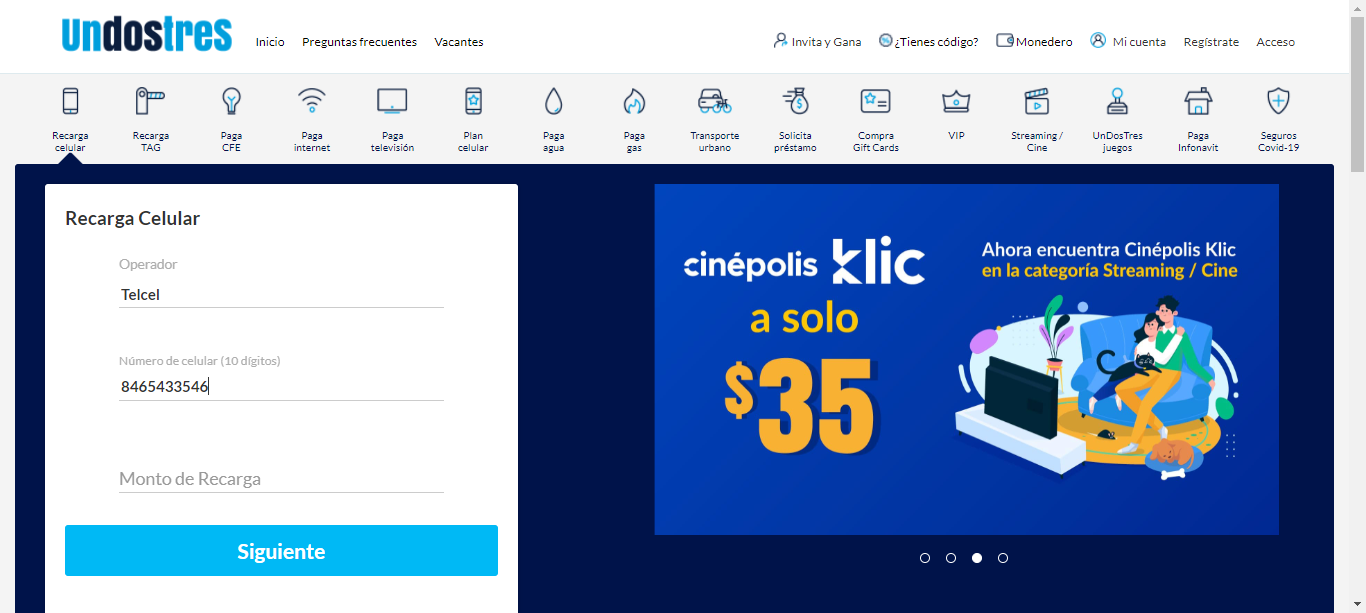 undostres
Inicio Preguntas frecuentes Vacantes
Invita y Gana ¿Tienes código? Monedero Mi cuenta Regístrate Acceso
Recarga celular
Recarga TAG
Paga CFE
Paga internet
Paga televisión
Plan celular
Paga agua
Paga gas
Transporte urbano
Solicita préstamo
Compra Gift Cards
VIP
Streaming / Cine
UnDosTres juegos
Paga Infonavit
Seguros Covid-19
Recarga Celular
Operador
Telcel
Número de celular (10 dígitos)
8465433546
Monto de Recarga
Siguiente
cinépolis klic
a solo
$35
Ahora encuentra Cinépolis Klic
en la categoría Streaming / Cine